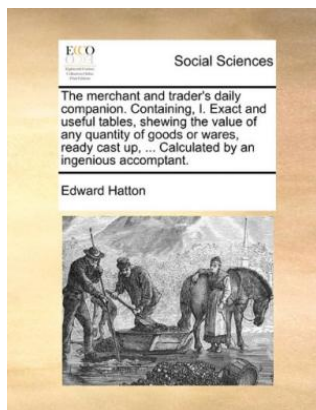 ECCO
Social Sciences
The merchant and trader's daily
companion. Containing, I. Exact and
useful tables, shewing the value of
any quantity of goods or wares,
ready cast up, ... Calculated by an
ingenious accomptant.
Edward Hatton